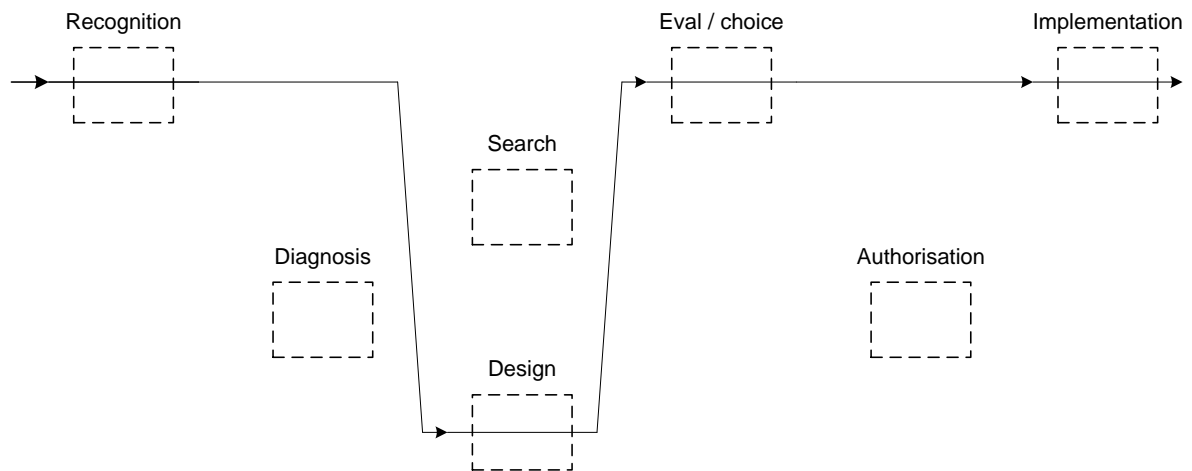 Recognition
Eval / choice
Implementation
Search
Diagnosis
Authorisation
Design